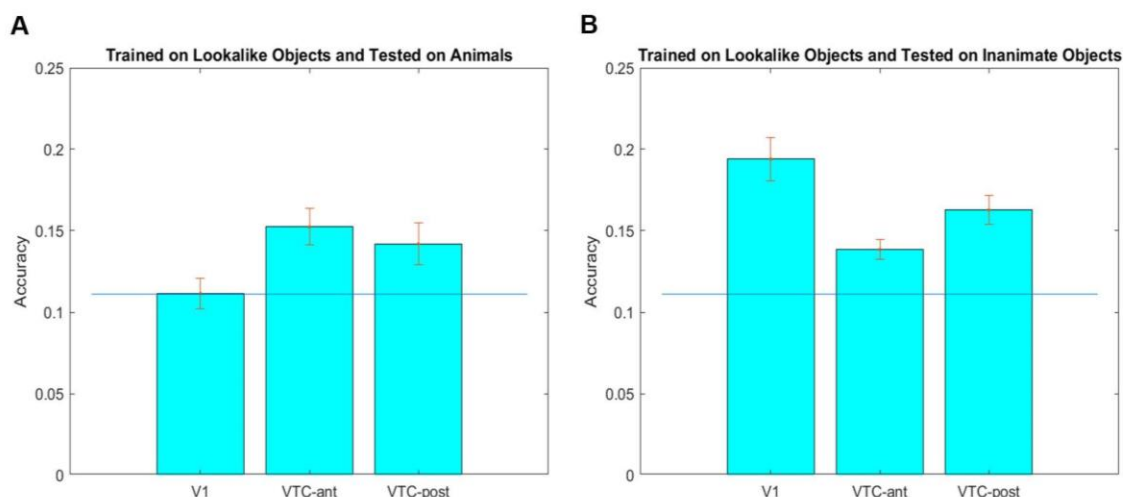 A
Trained on Lookalike Objects and Tested on Animals
0.25
0.2
0.15
0.1
0.05
0
Accuracy
V1 VTC-ant VTC-post
B
Trained on Lookalike Objects and Tested on Inanimate Objects
0.25
0.2
0.15
0.1
0.05
0
Accuracy
V1 VTC-ant VTC-post